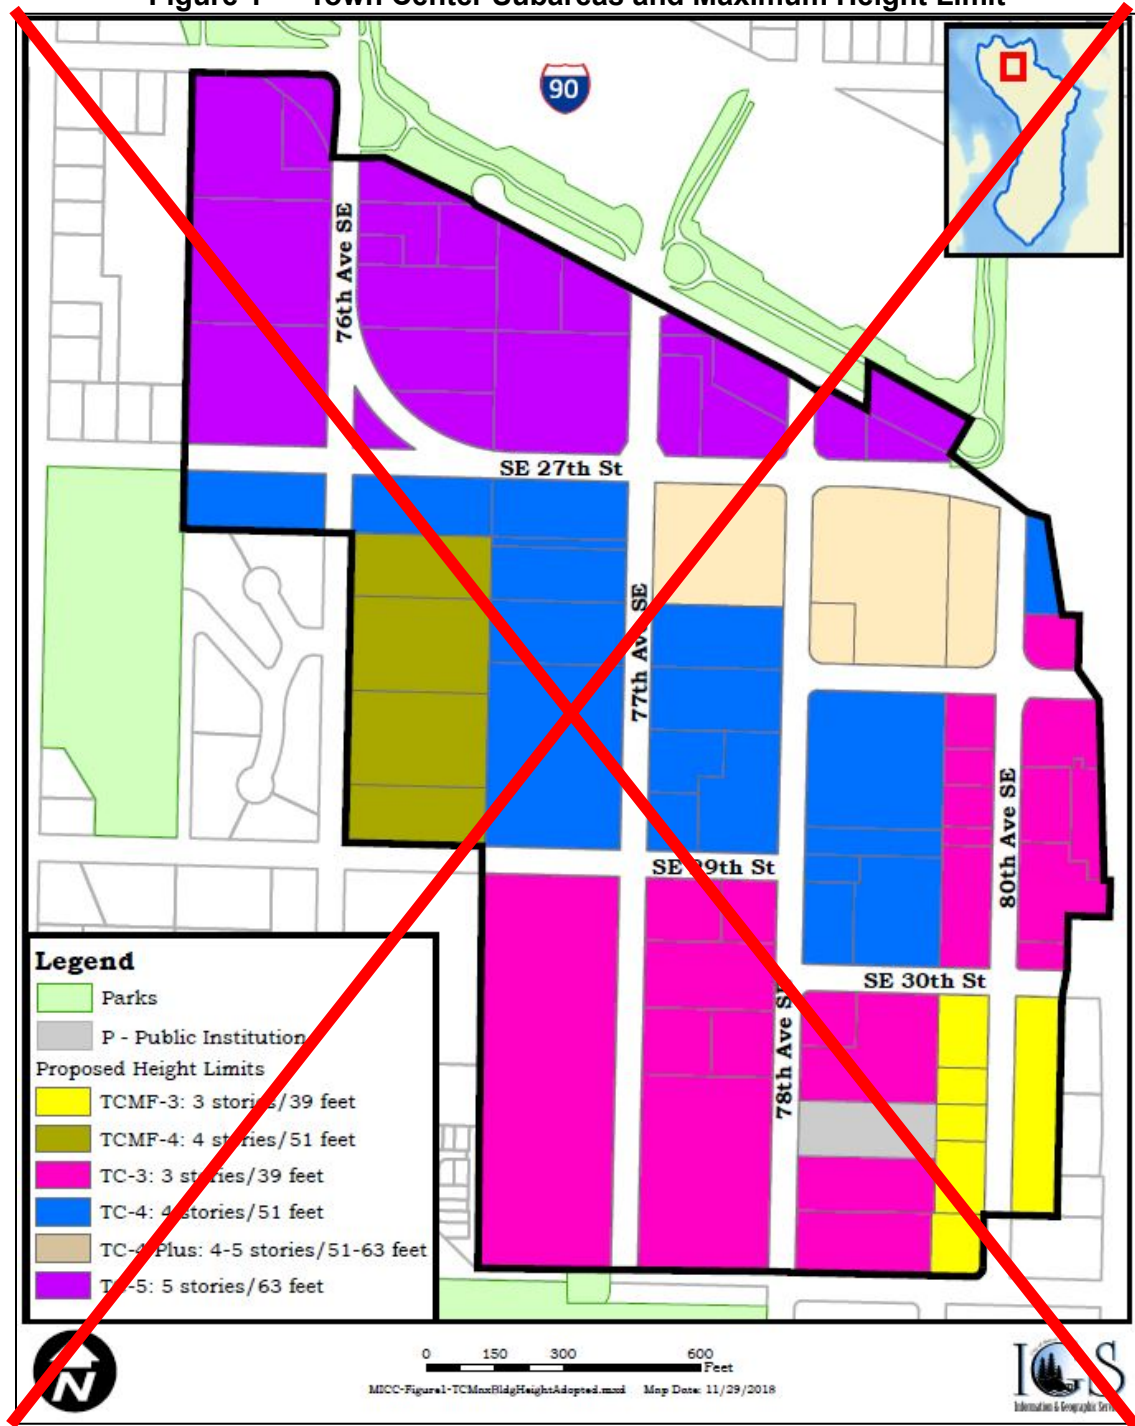 Figure 1 — Town Center Subareas and Maximum Height Limit
90
76th Ave SE
SE 27th St
77th Ave SE
SE 29th St
80th Ave SE
SE 30th St
78th Ave SE
Legend
Parks
P - Public Institution
Proposed Height Limits
TCMF-3: 3 stories/39 feet
TCMF-4: 4 stories/51 feet
TC-3: 3 stories/39 feet
TC-4: 4 stories/51 feet
TC-4 Plus: 4-5 stories/51-63 feet
TC-5: 5 stories/63 feet
N
0 150 300 600
Feet
MICC-Figure1-TCMaxBldgHeightAdopted.mxd Map Date: 11/29/2018
IGS
Information & Geographic Services